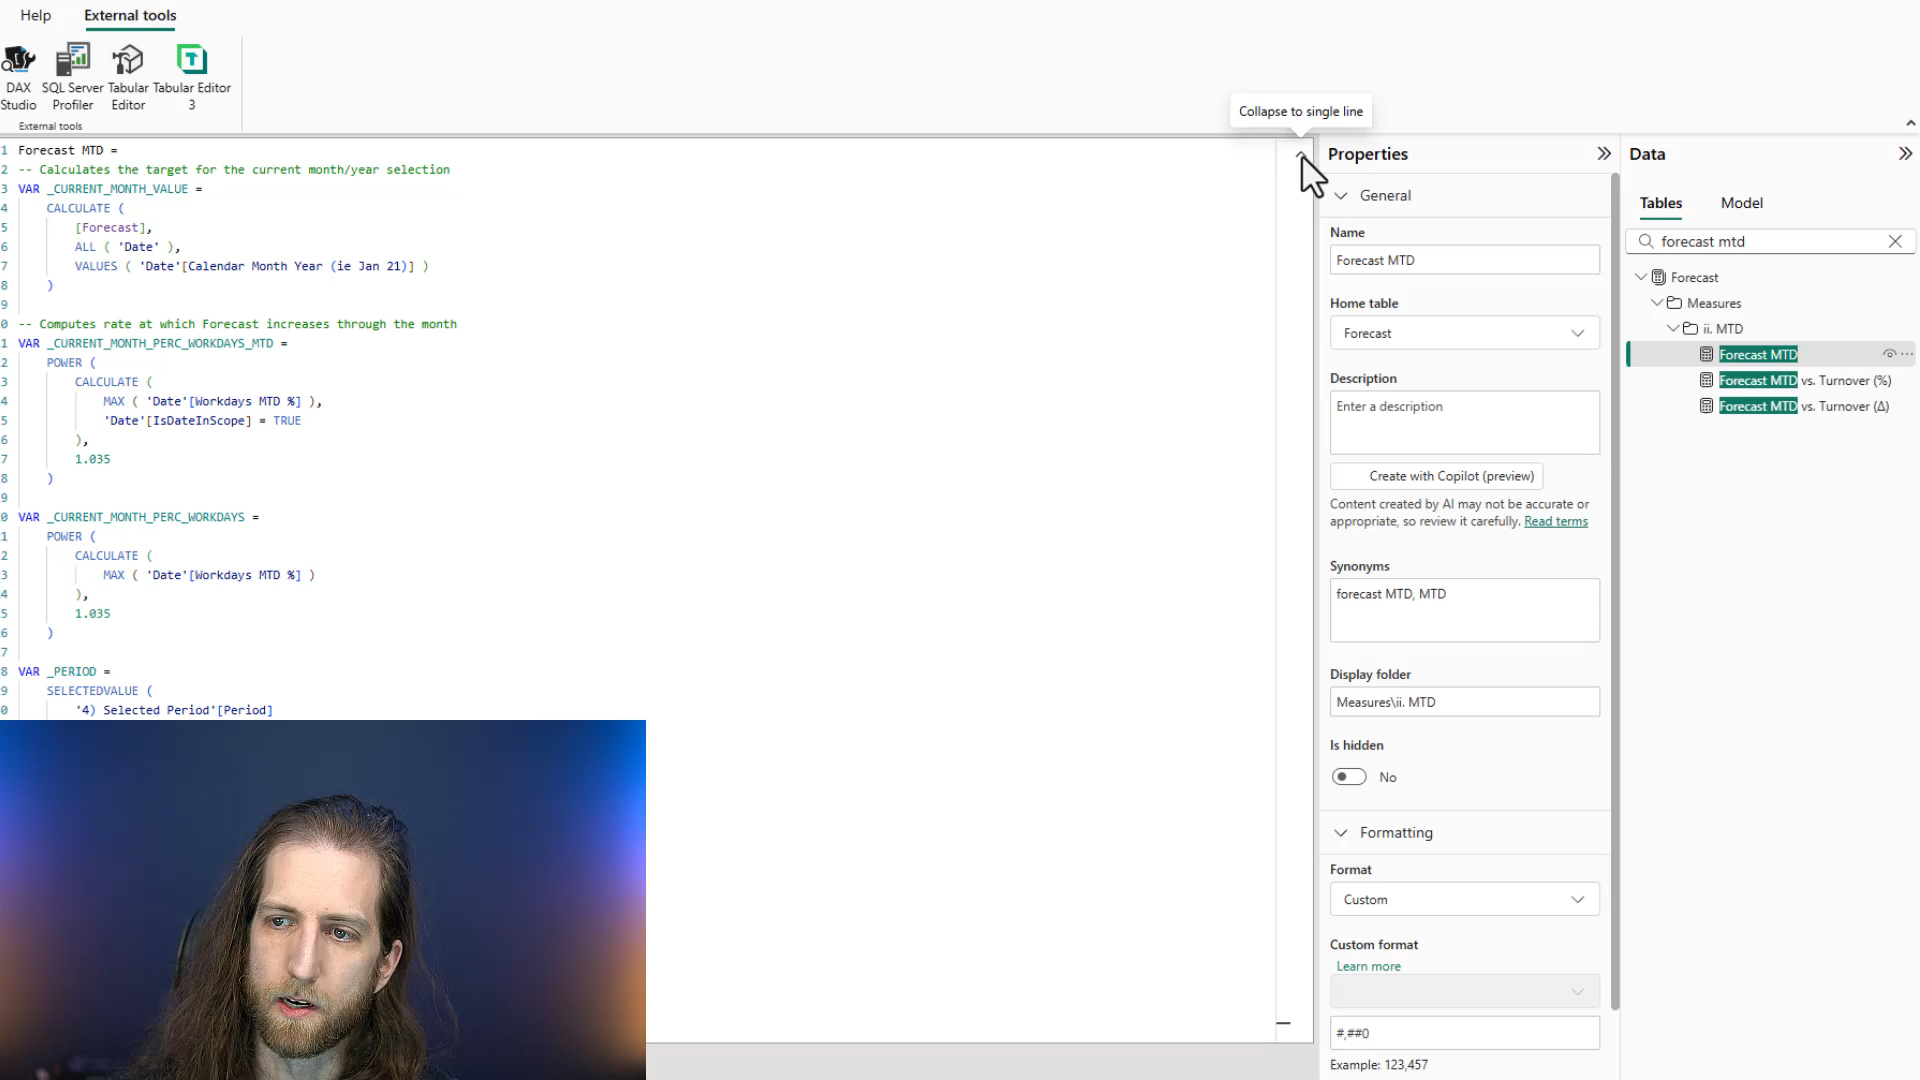 Help
External tools
DAX
Studio
SQL Server
Profiler
Tabular
Editor
Tabular Editor
3
External tools
Collapse to single line
1 Forecast MTD =
2 -- Calculates the target for the current month/year selection
3 VAR _CURRENT_MONTH_VALUE =
4 CALCULATE (
5 [Forecast],
6 ALL ( 'Date' ),
7 VALUES ( 'Date'[Calendar Month Year (ie Jan 21)] )
8 )
9
0 -- Computes rate at which Forecast increases through the month
1 VAR _CURRENT_MONTH_PERC_WORKDAYS_MTD =
2 POWER (
3 CALCULATE (
4 MAX ( 'Date'[Workdays MTD %] ),
5 'Date'[IsDateInScope] = TRUE
6 ),
7 1.035
8 )
9
0 VAR _CURRENT_MONTH_PERC_WORKDAYS =
1 POWER (
2 CALCULATE (
3 MAX ( 'Date'[Workdays MTD %] )
4 ),
5 1.035
6 )
7
8 VAR _PERIOD =
9 SELECTEDVALUE (
0 '4) Selected Period'[Period]
Properties
General
Name
Forecast MTD
Home table
Forecast
Description
Enter a description
Create with Copilot (preview)
Content created by AI may not be accurate or
appropriate, so review it carefully. Read terms
Synonyms
forecast MTD, MTD
Display folder
Measures\ii. MTD
Is hidden
No
Formatting
Format
Custom
Custom format
Learn more
#,##0
Example: 123,457
Data
Tables
Model
forecast mtd
Forecast
Measures
ii. MTD
Forecast MTD
Forecast MTD vs. Turnover (%)
Forecast MTD vs. Turnover (Δ)